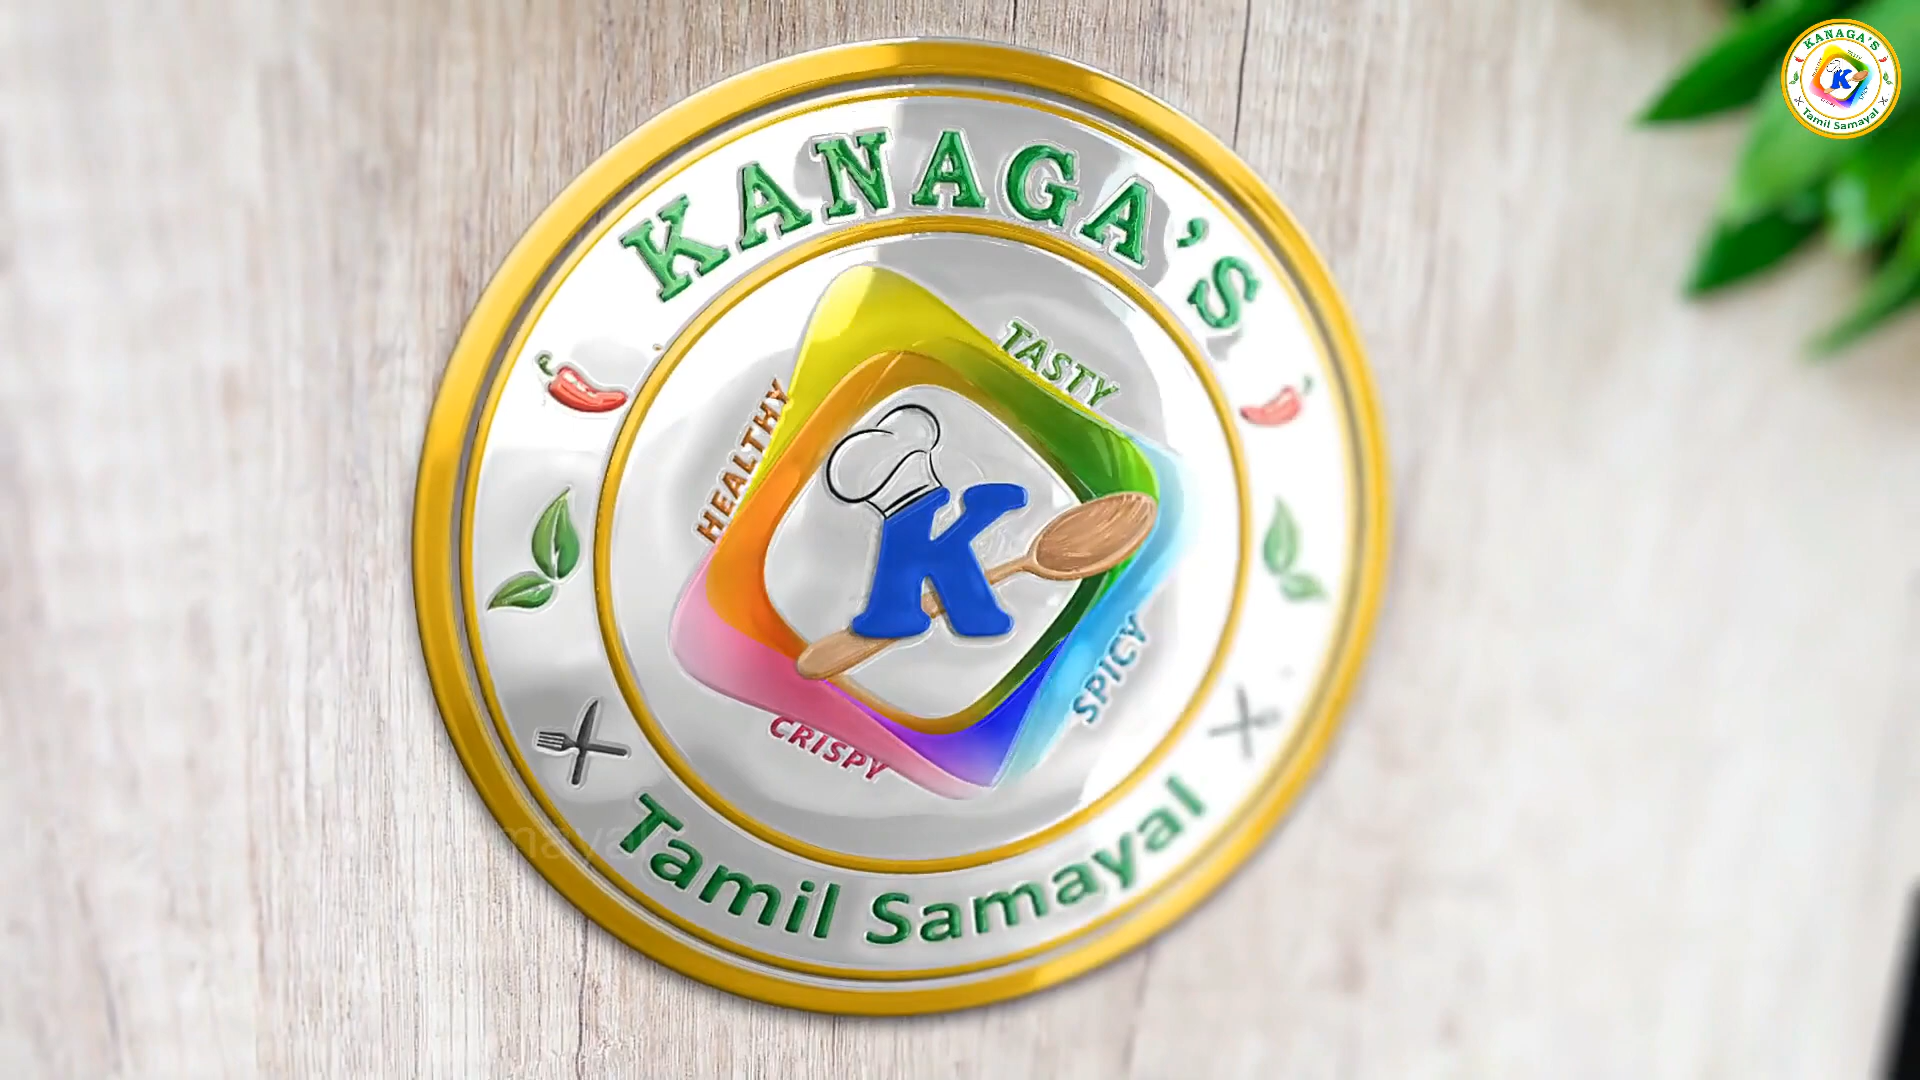 KANAGA'S
TASTY
HEALTHY
K
SPICY
CRISPY
Tamil Samayal
KANAGA'S
K
Tamil Samayal